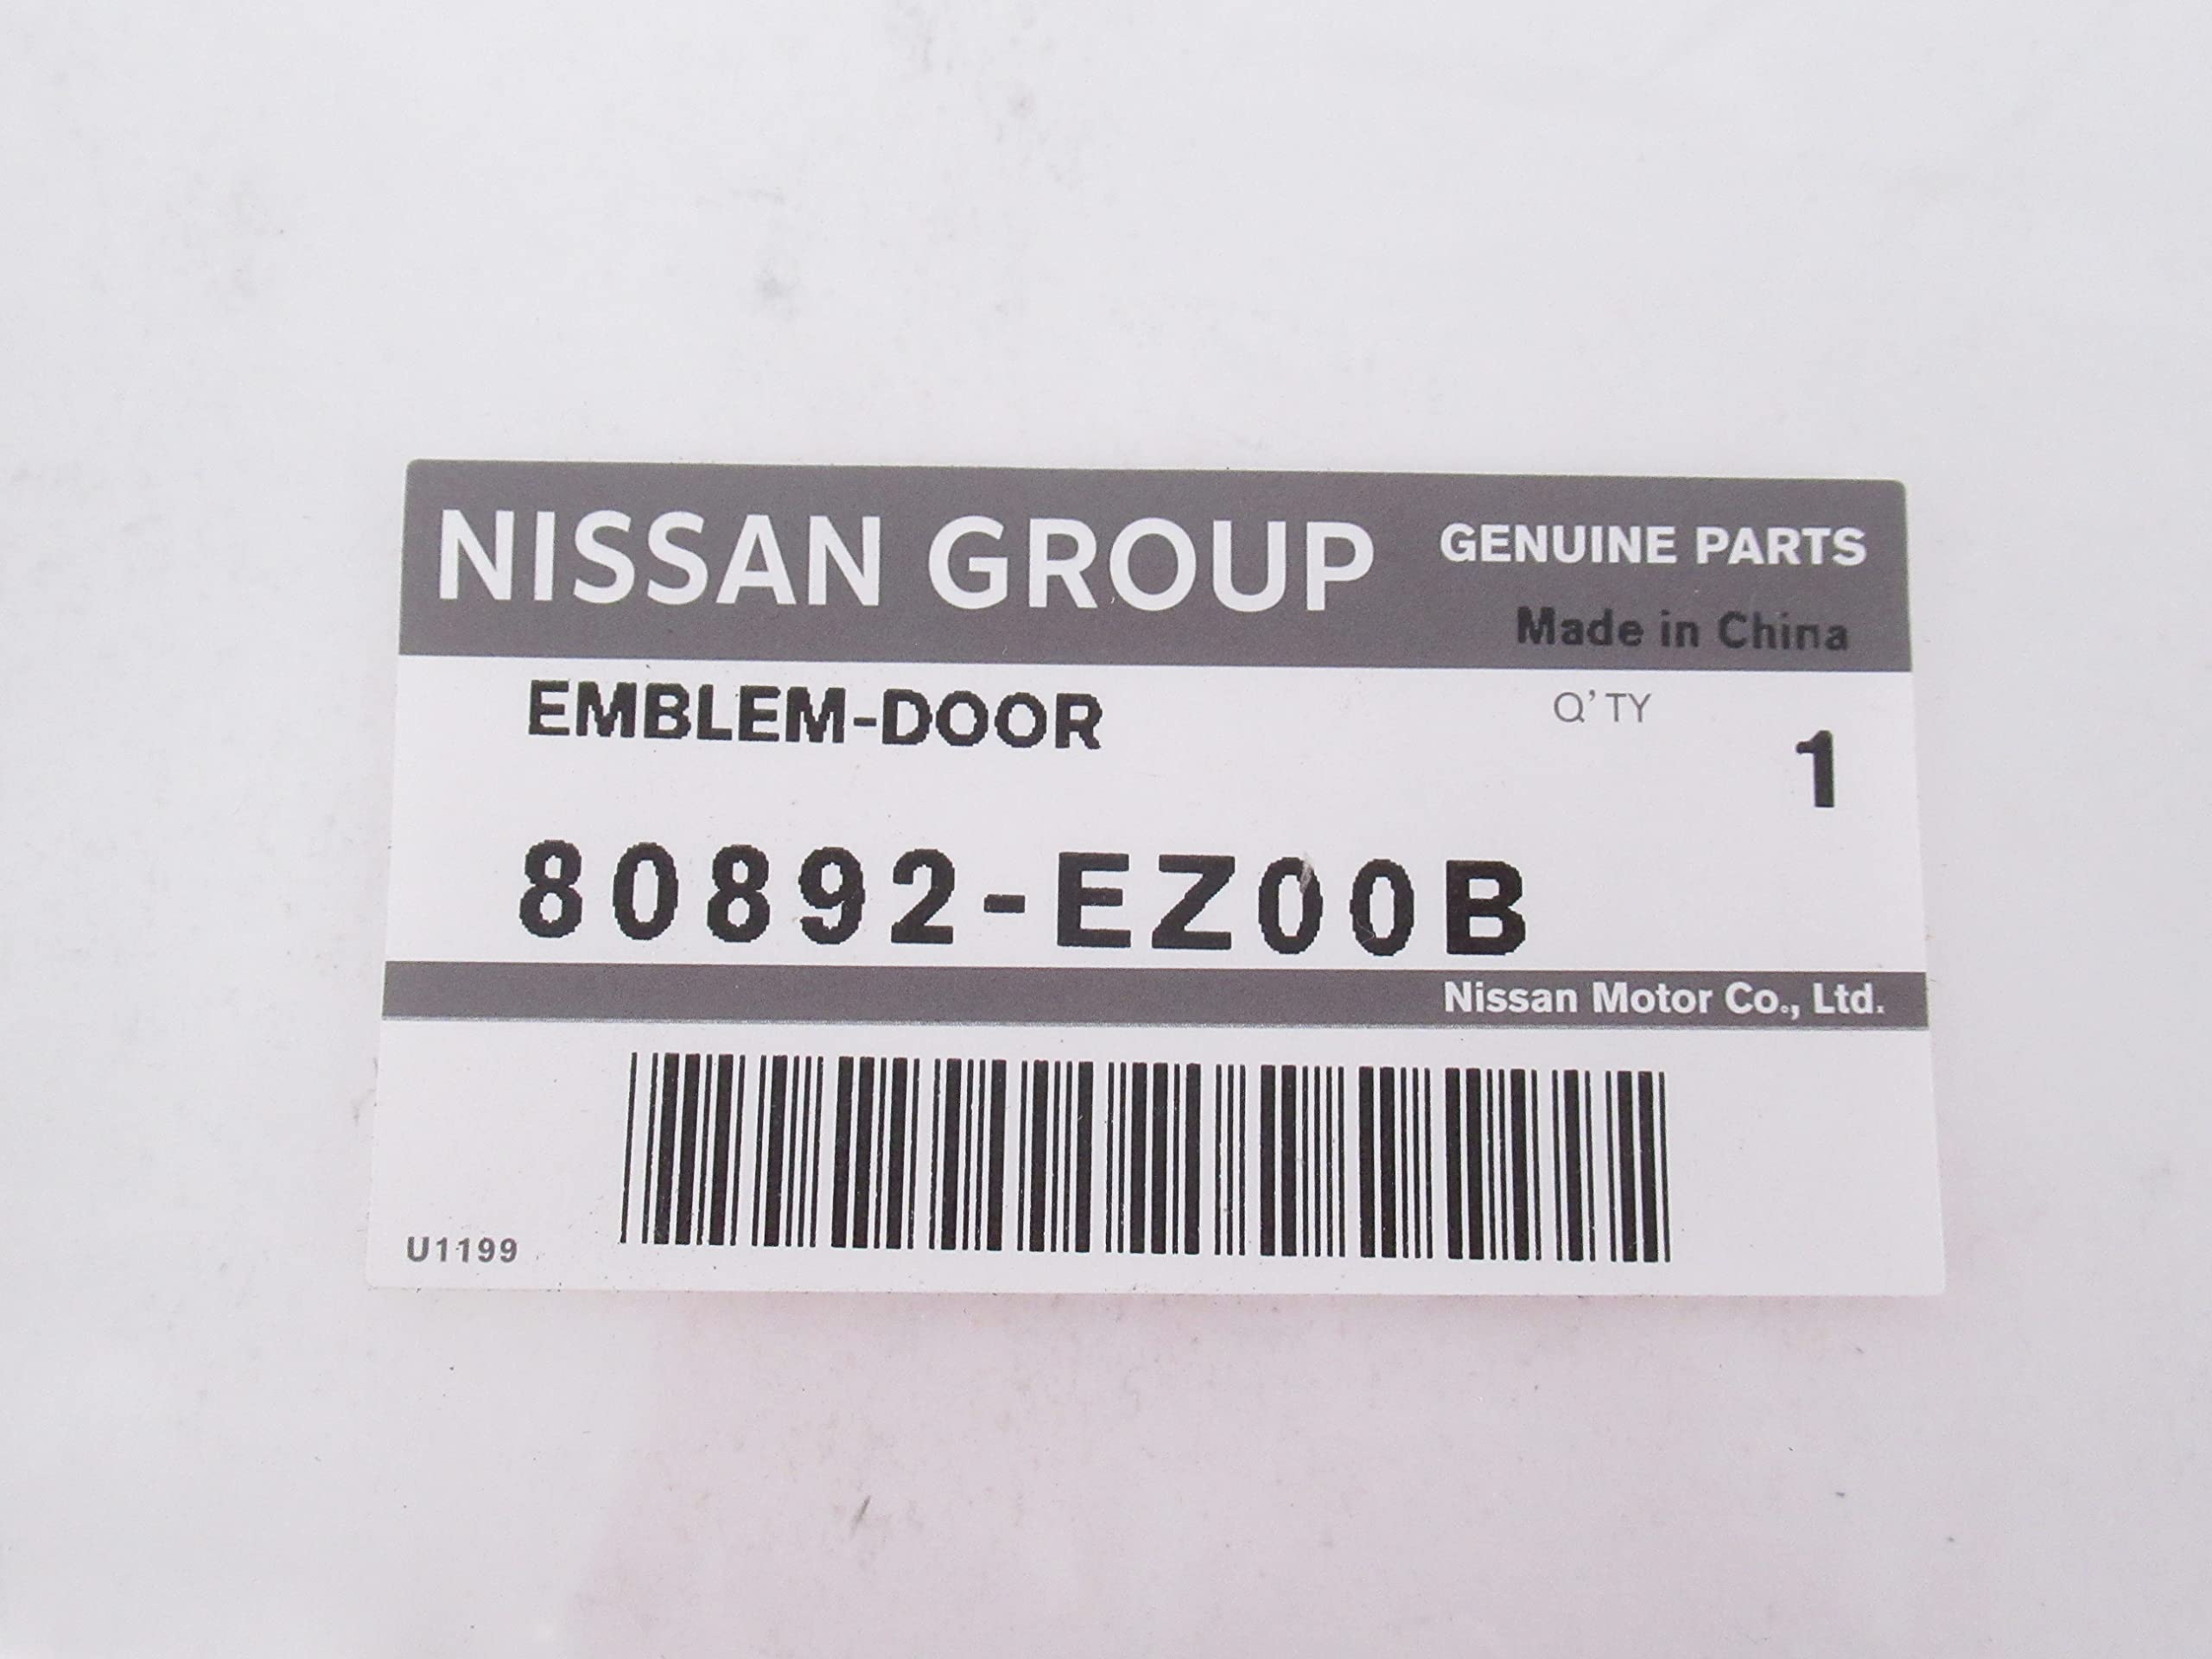 NISSAN GROUP GENUINE PARTS
Made in China
EMBLEM-DOOR Q'TY
1
80892-EZ00B
Nissan Motor Co., Ltd.
U1199